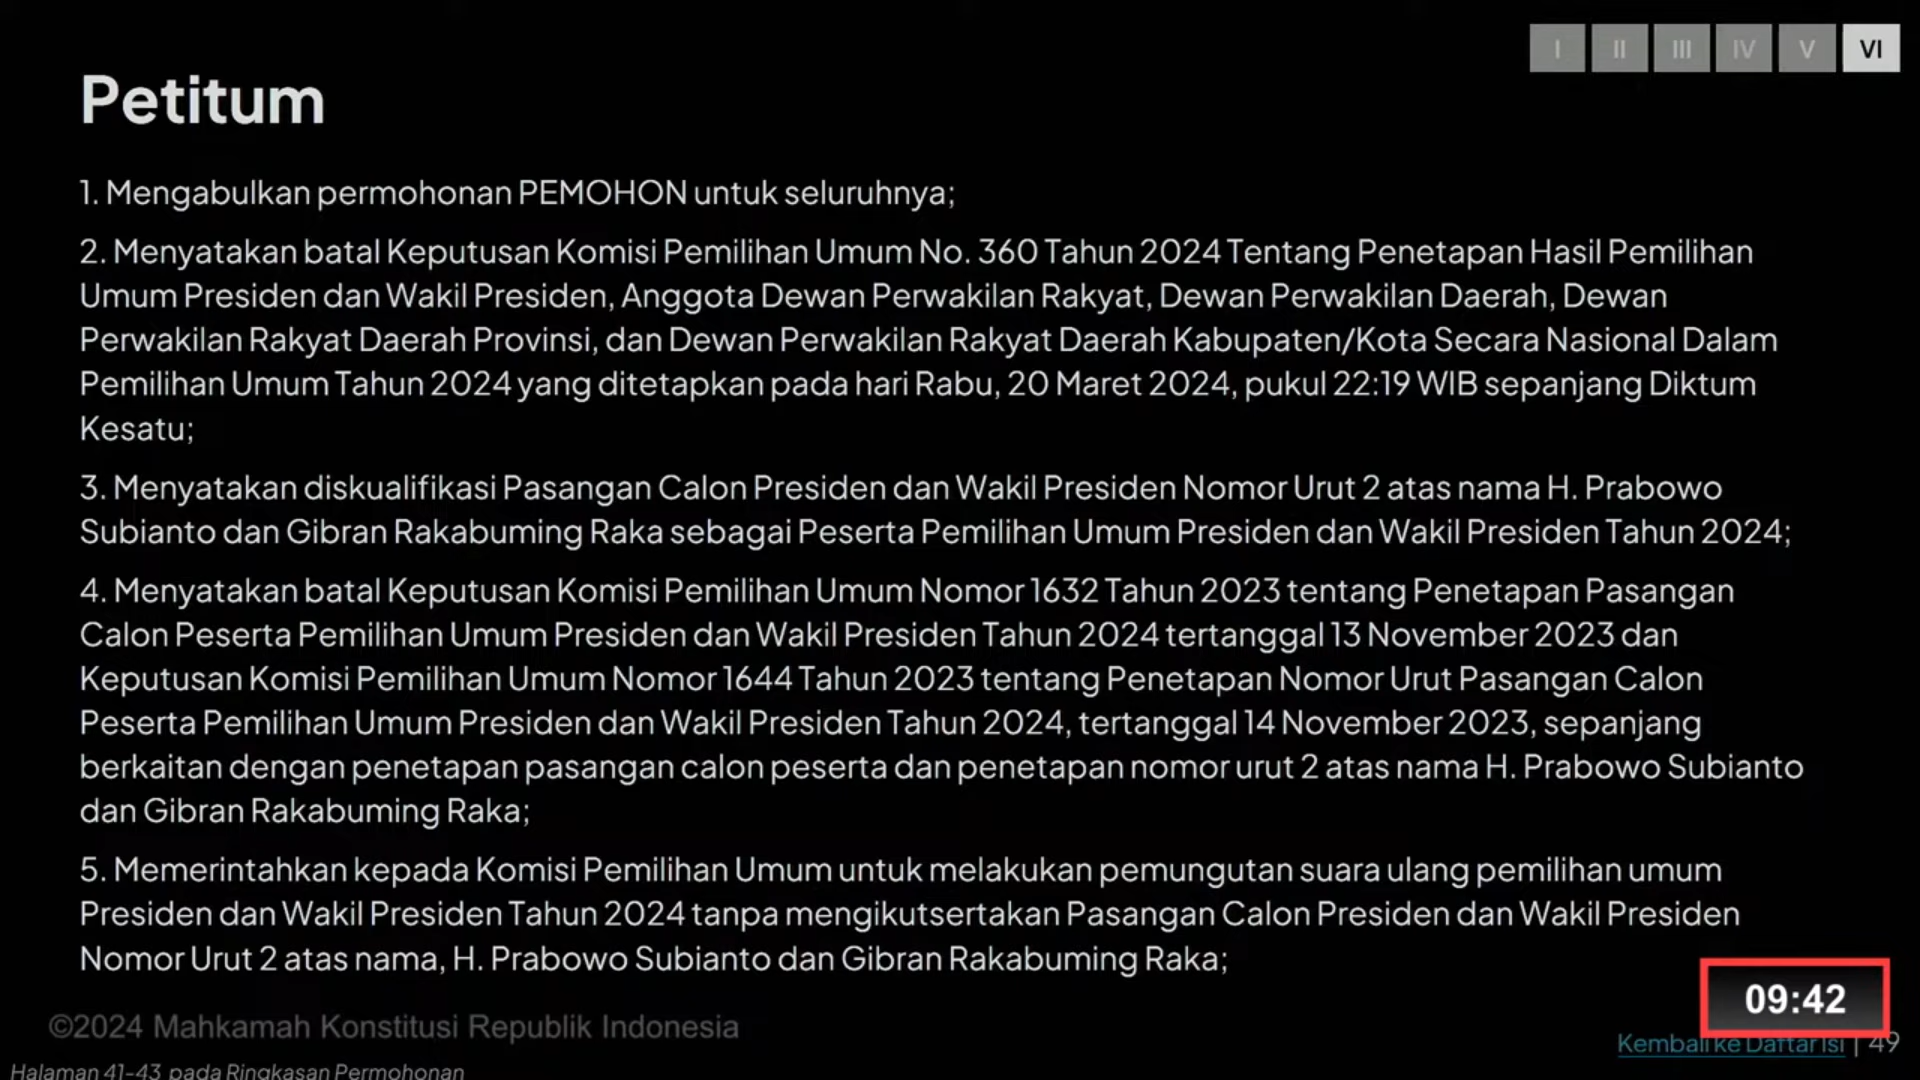 I II III IV V VI
Petitum
1. Mengabulkan permohonan PEMOHON untuk seluruhnya;
2. Menyatakan batal Keputusan Komisi Pemilihan Umum No. 360 Tahun 2024 Tentang Penetapan Hasil Pemilihan
Umum Presiden dan Wakil Presiden, Anggota Dewan Perwakilan Rakyat, Dewan Perwakilan Daerah, Dewan
Perwakilan Rakyat Daerah Provinsi, dan Dewan Perwakilan Rakyat Daerah Kabupaten/Kota Secara Nasional Dalam
Pemilihan Umum Tahun 2024 yang ditetapkan pada hari Rabu, 20 Maret 2024, pukul 22:19 WIB sepanjang Diktum
Kesatu;
3. Menyatakan diskualifikasi Pasangan Calon Presiden dan Wakil Presiden Nomor Urut 2 atas nama H. Prabowo
Subianto dan Gibran Rakabuming Raka sebagai Peserta Pemilihan Umum Presiden dan Wakil Presiden Tahun 2024;
4. Menyatakan batal Keputusan Komisi Pemilihan Umum Nomor 1632 Tahun 2023 tentang Penetapan Pasangan
Calon Peserta Pemilihan Umum Presiden dan Wakil Presiden Tahun 2024 tertanggal 13 November 2023 dan
Keputusan Komisi Pemilihan Umum Nomor 1644 Tahun 2023 tentang Penetapan Nomor Urut Pasangan Calon
Peserta Pemilihan Umum Presiden dan Wakil Presiden Tahun 2024, tertanggal 14 November 2023, sepanjang
berkaitan dengan penetapan pasangan calon peserta dan penetapan nomor urut 2 atas nama H. Prabowo Subianto
dan Gibran Rakabuming Raka;
5. Memerintahkan kepada Komisi Pemilihan Umum untuk melakukan pemungutan suara ulang pemilihan umum
Presiden dan Wakil Presiden Tahun 2024 tanpa mengikutsertakan Pasangan Calon Presiden dan Wakil Presiden
Nomor Urut 2 atas nama, H. Prabowo Subianto dan Gibran Rakabuming Raka;
09:42
©2024 Mahkamah Konstitusi Republik Indonesia
Kembali ke Daftar Isi | 49
Halaman 41-43 pada Ringkasan Permohonan